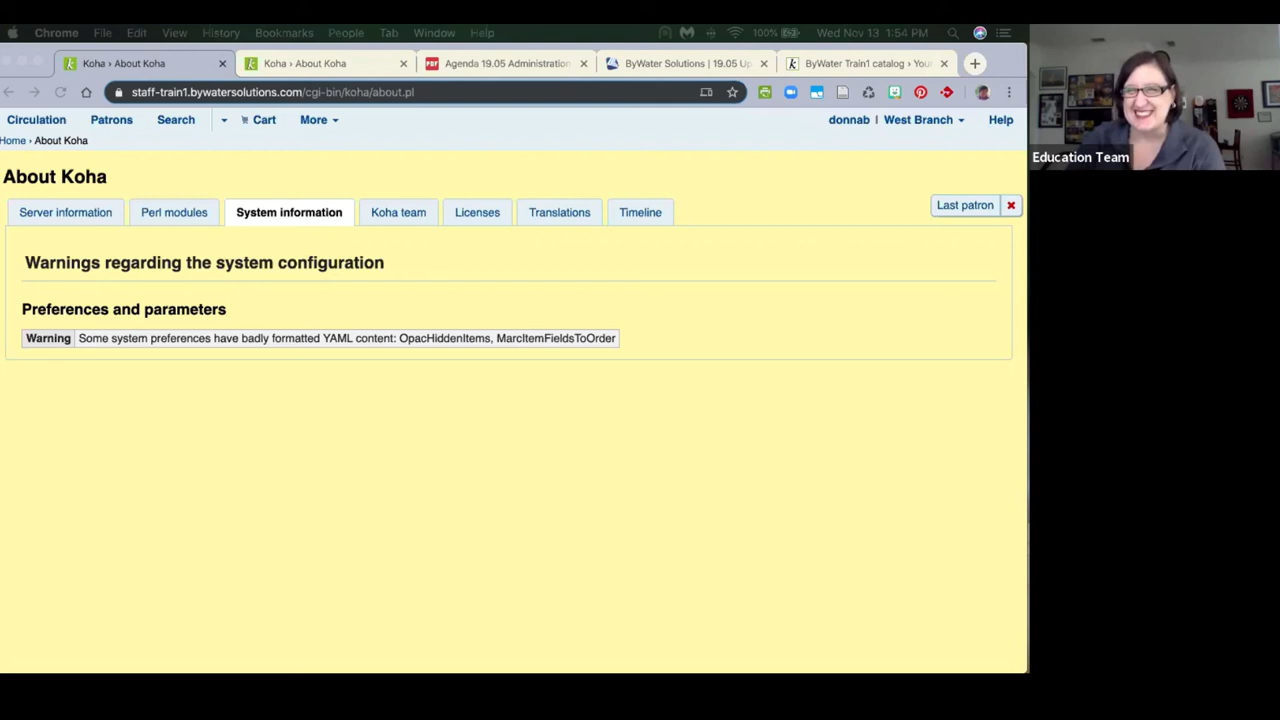 Chrome File Edit View History Bookmarks People Tab Window Help 100% Wed Nov 13 1:54 PM
Koha › About Koha Koha › About Koha Agenda 19.05 Administration ByWater Solutions | 19.05 Up ByWater Train1 catalog › You
staff-train1.bywatersolutions.com/cgi-bin/koha/about.pl
Circulation Patrons Search Cart More donnab | West Branch Help
Home › About Koha
Education Team
About Koha
Server information Perl modules System information Koha team Licenses Translations Timeline Last patron
Warnings regarding the system configuration
Preferences and parameters
Warning Some system preferences have badly formatted YAML content: OpacHiddenItems, MarcItemFieldsToOrder